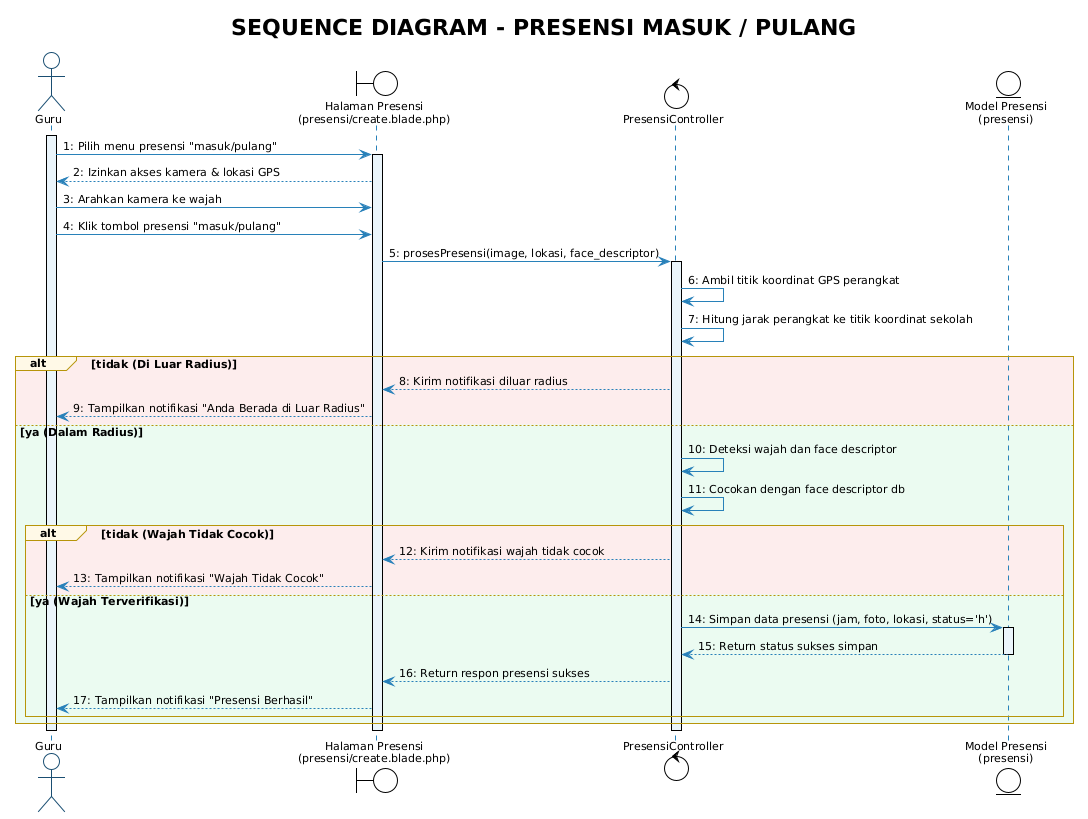 SEQUENCE DIAGRAM - PRESENSI MASUK / PULANG
Guru
Halaman Presensi
(presensi/create.blade.php)
PresensiController
Model Presensi
(presensi)
1: Pilih menu presensi "masuk/pulang"
2: Izinkan akses kamera & lokasi GPS
3: Arahkan kamera ke wajah
4: Klik tombol presensi "masuk/pulang"
5: prosesPresensi(image, lokasi, face_descriptor)
6: Ambil titik koordinat GPS perangkat
7: Hitung jarak perangkat ke titik koordinat sekolah
alt
[tidak (Di Luar Radius)]
8: Kirim notifikasi diluar radius
9: Tampilkan notifikasi "Anda Berada di Luar Radius"
[ya (Dalam Radius)]
10: Deteksi wajah dan face descriptor
11: Cocokan dengan face descriptor db
alt
[tidak (Wajah Tidak Cocok)]
12: Kirim notifikasi wajah tidak cocok
13: Tampilkan notifikasi "Wajah Tidak Cocok"
[ya (Wajah Terverifikasi)]
14: Simpan data presensi (jam, foto, lokasi, status='h')
15: Return status sukses simpan
16: Return respon presensi sukses
17: Tampilkan notifikasi "Presensi Berhasil"
Guru
Halaman Presensi
(presensi/create.blade.php)
PresensiController
Model Presensi
(presensi)